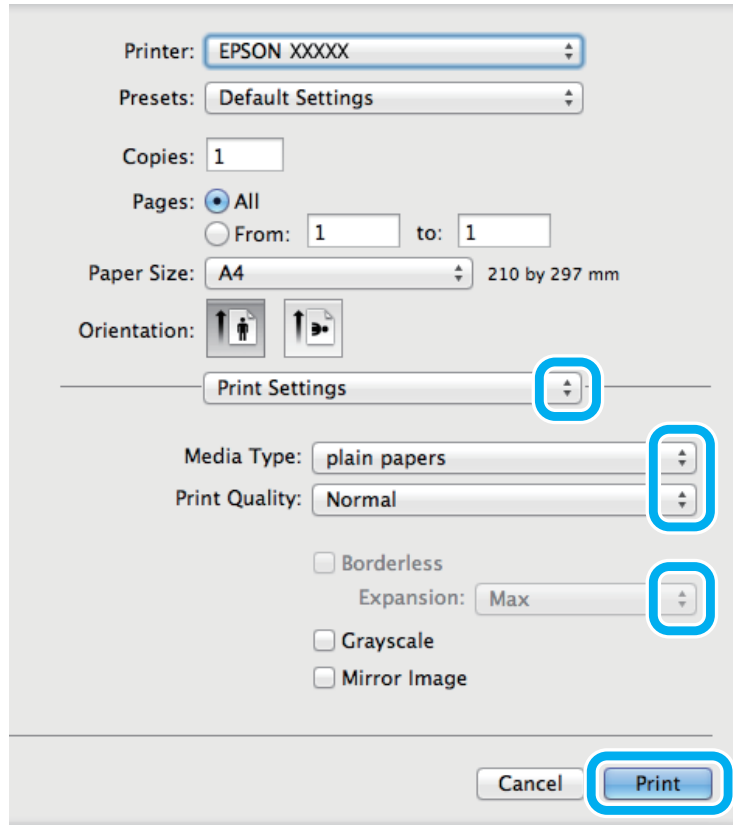 Printer: EPSON XXXXX
Presets: Default Settings
Copies: 1
Pages: All
From: 1 to: 1
Paper Size: A4 210 by 297 mm
Orientation:
Print Settings
Media Type: plain papers
Print Quality: Normal
Borderless
Expansion: Max
Grayscale
Mirror Image
Cancel Print